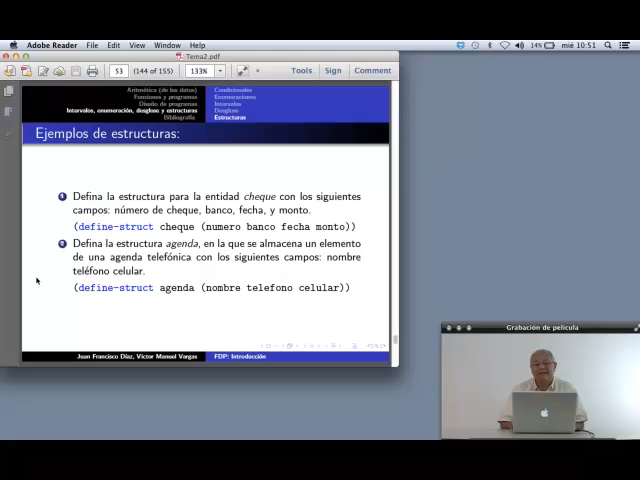 Adobe Reader File Edit View Window Help
14% mié 10:51
Tema2.pdf
53 (144 of 155) 133% Tools Sign Comment
Aritmética (de los datos)
Funciones y programas
Diseño de programas
Intervalos, enumeración, desglose y estructuras
Bibliografía
Condicionales
Enumeraciones
Intervalos
Desglose
Estructuras
Ejemplos de estructuras:
1 Defina la estructura para la entidad cheque con los siguientes
campos: número de cheque, banco, fecha, y monto.
(define-struct cheque (numero banco fecha monto))
2 Defina la estructura agenda, en la que se almacena un elemento
de una agenda telefónica con los siguientes campos: nombre
teléfono celular.
(define-struct agenda (nombre telefono celular))
Juan Francisco Díaz, Victor Manuel Vargas FDP: Introducción
Grabación de película